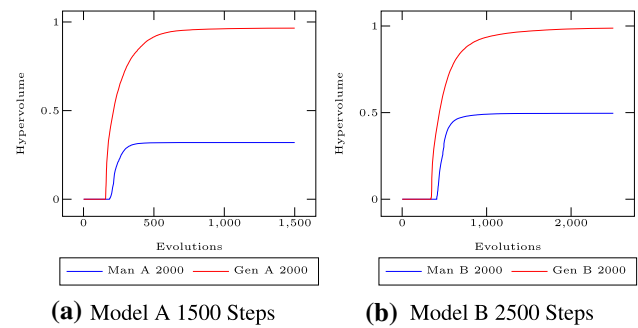 1
0.5
0
Hypervolume
0
500
1,000
1,500
Evolutions
Man A 2000
Gen A 2000
(a) Model A 1500 Steps
1
0.5
0
Hypervolume
0
1,000
2,000
Evolutions
Man B 2000
Gen B 2000
(b) Model B 2500 Steps